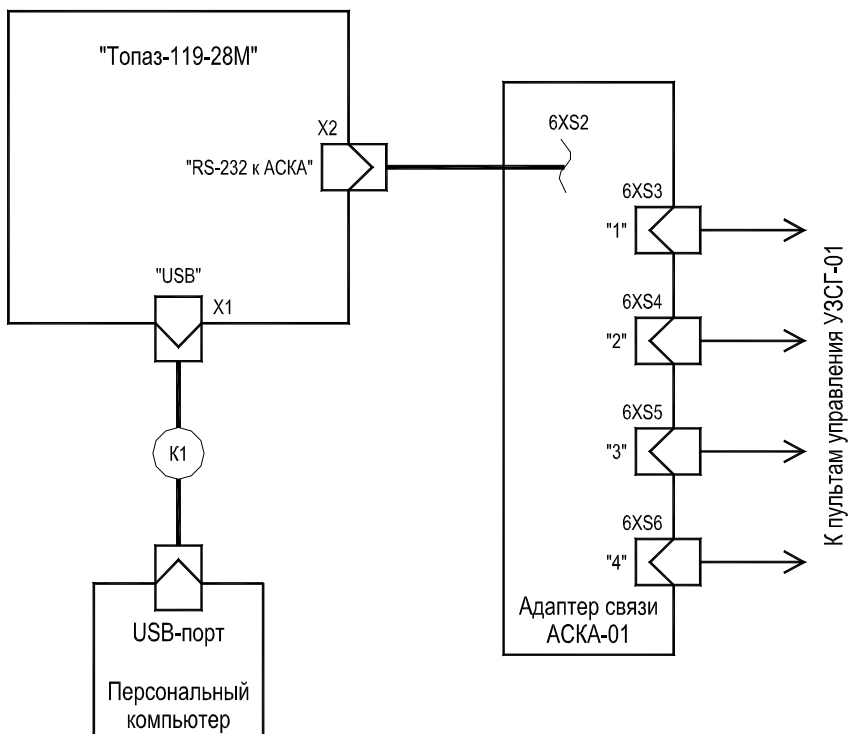 "Топаз-119-28М"
X2
"RS-232 к АСКА"
"USB"
X1
К1
USB-порт
Персональный
компьютер
6XS2
6XS3
"1"
6XS4
"2"
6XS5
"3"
6XS6
"4"
Адаптер связи
АСКА-01
К пультам управления УЗСГ-01